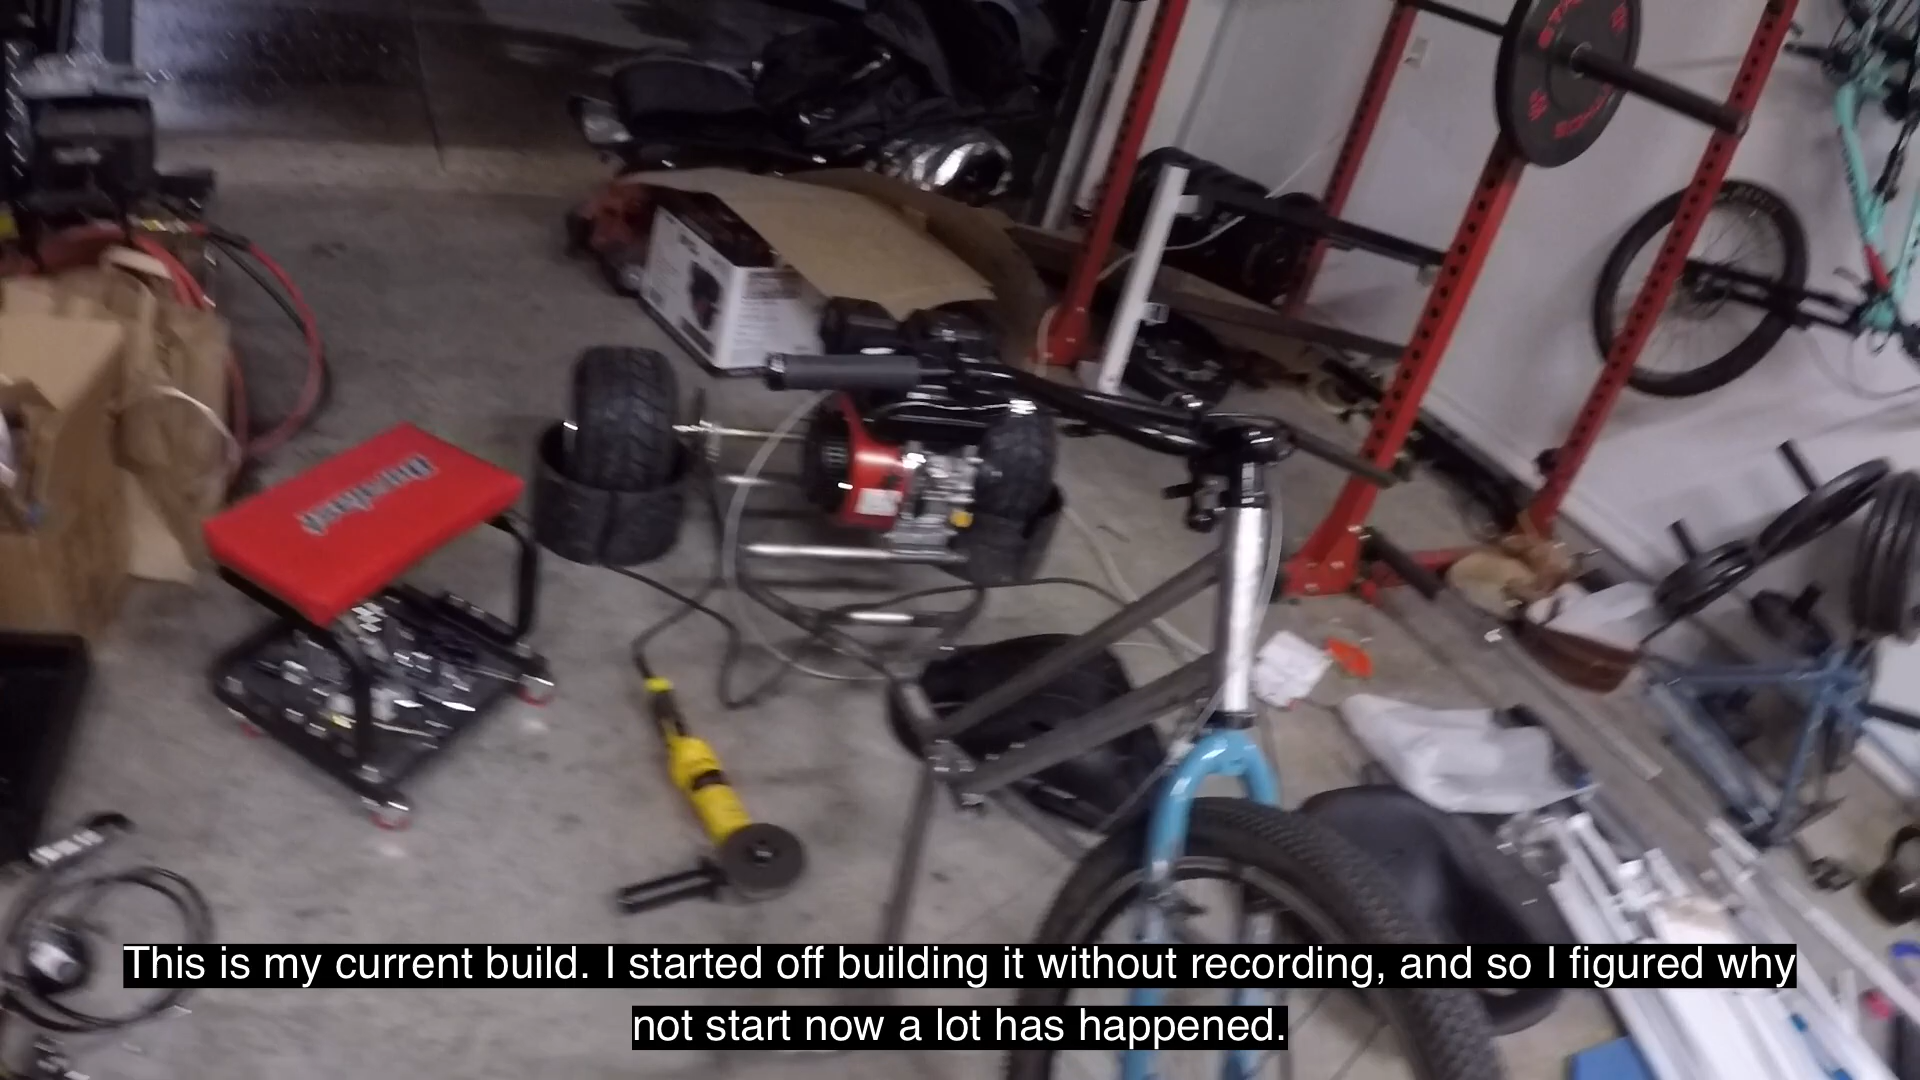 This is my current build. I started off building it without recording, and so I figured why
not start now a lot has happened.